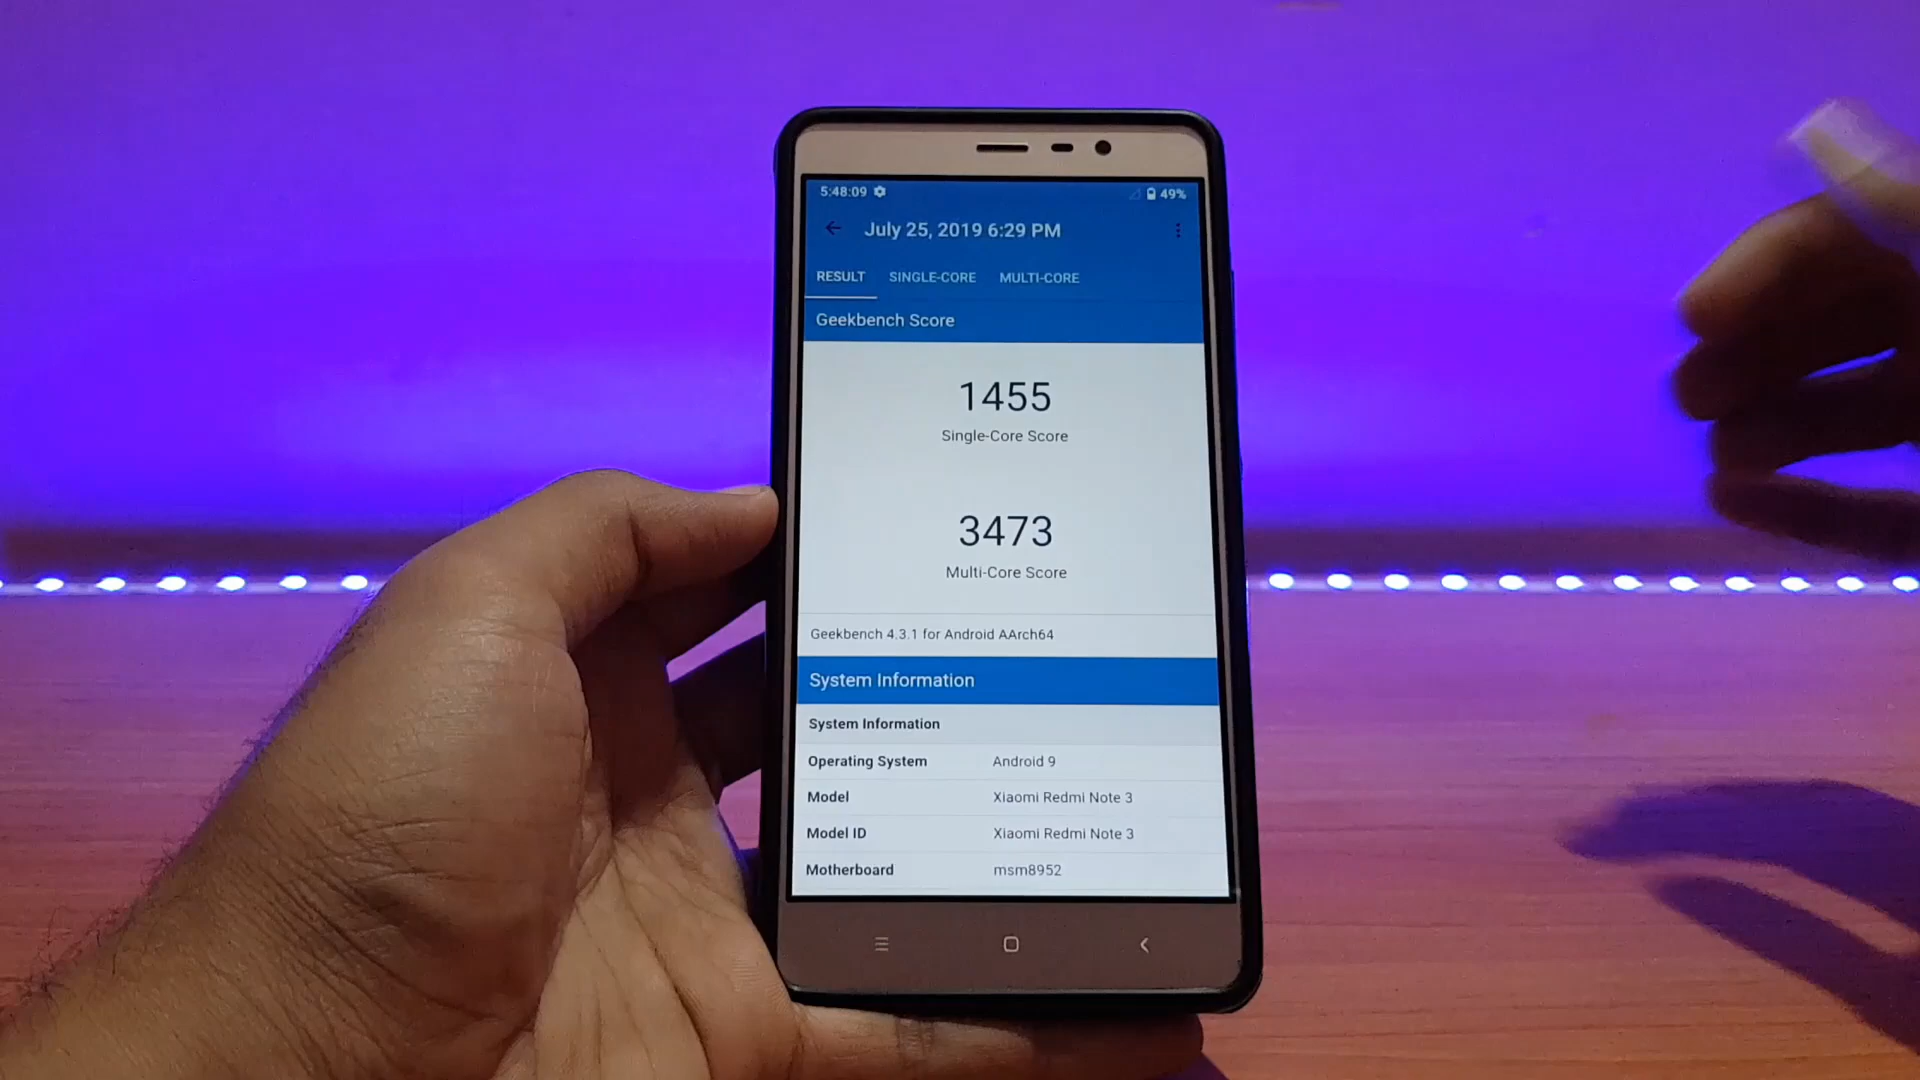 5:48:09 49%
July 25, 2019 6:29 PM
RESULT SINGLE-CORE MULTI-CORE
Geekbench Score
1455
Single-Core Score
3473
Multi-Core Score
Geekbench 4.3.1 for Android AArch64
System Information
System Information
Operating System Android 9
Model Xiaomi Redmi Note 3
Model ID Xiaomi Redmi Note 3
Motherboard msm8952